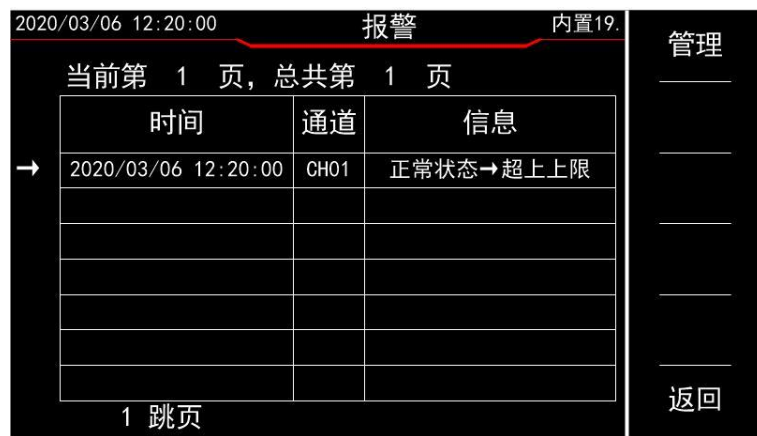 2020/03/06 12:20:00 报警 内置19.
管理
当前第 1 页, 总共第 1 页
时间 通道 信息
→ 2020/03/06 12:20:00 CH01 正常状态→超上上限
1 跳页
返回